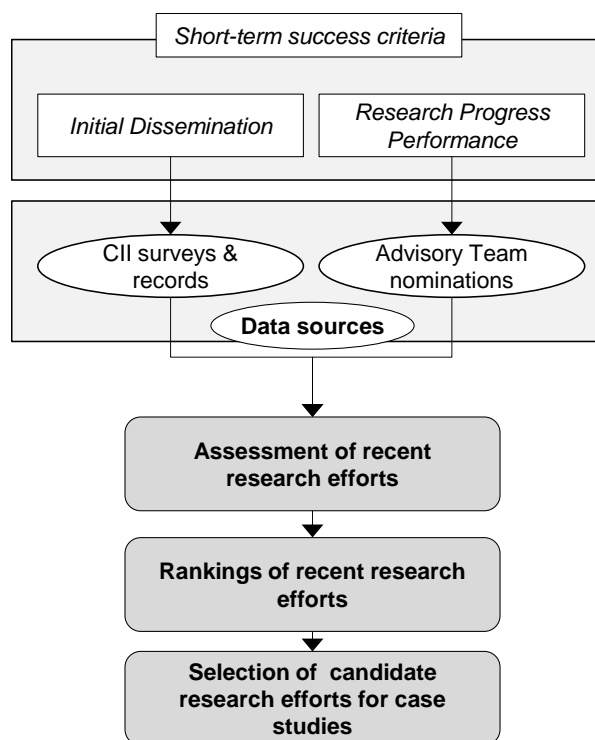 Short-term success criteria
Initial Dissemination
Research Progress
Performance
CII surveys &
records
Advisory Team
nominations
Data sources
Assessment of recent
research efforts
Rankings of recent research
efforts
Selection of candidate
research efforts for case
studies